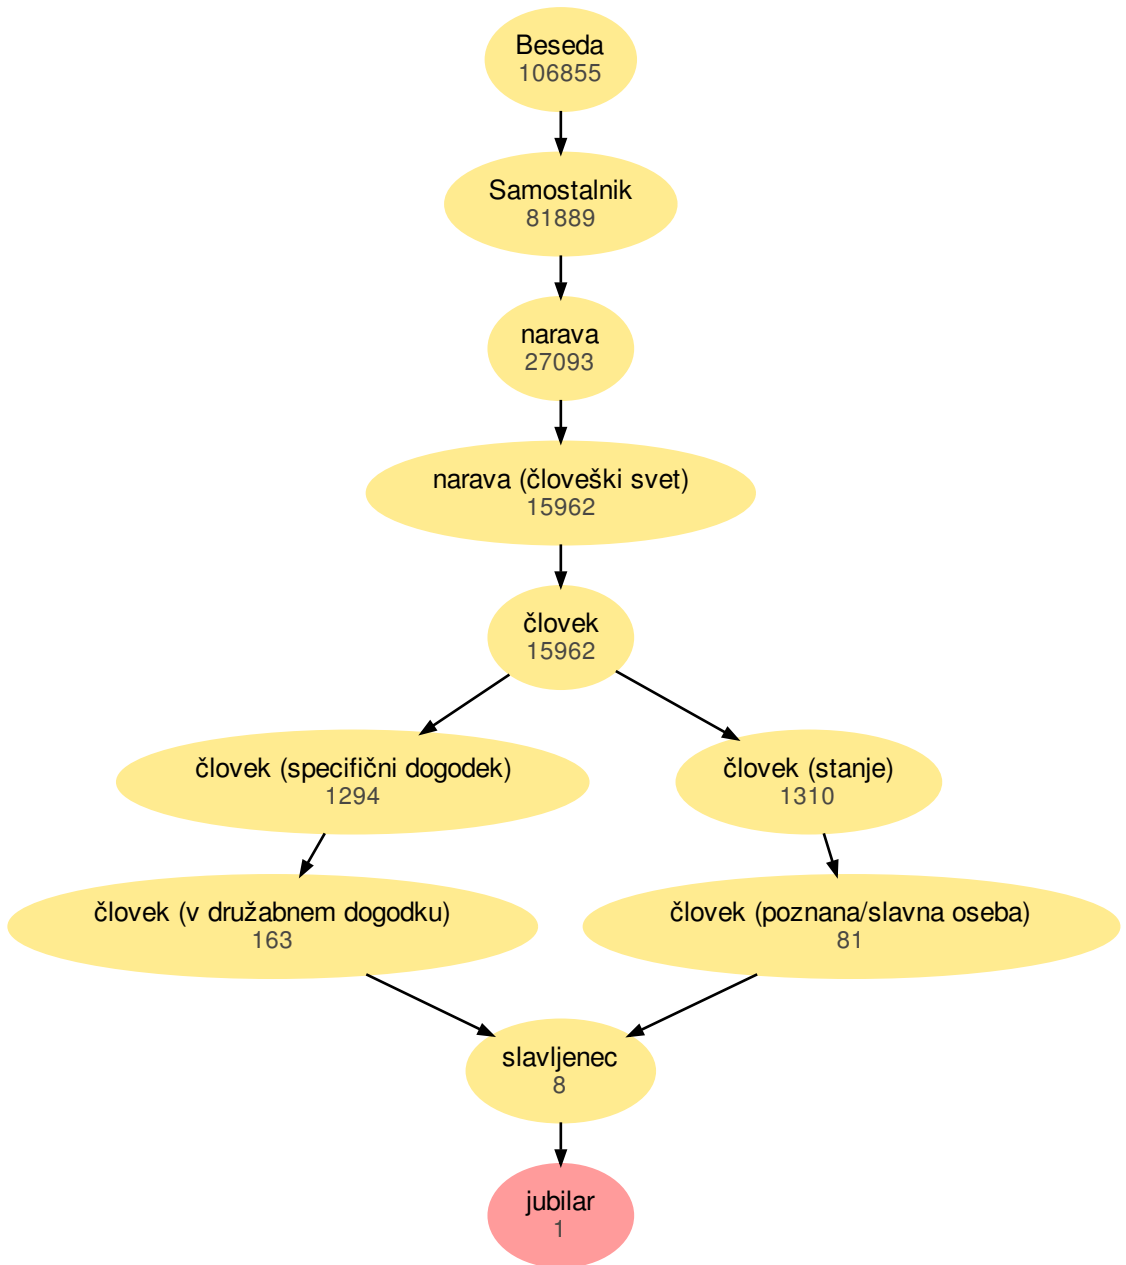 Beseda
106855
Samostalnik
81889
narava
27093
narava (človeški svet)
15962
človek
15962
človek (specifični dogodek)
1294
človek (stanje)
1310
človek (v družabnem dogodku)
163
človek (poznana/slavna oseba)
81
slavljenec
8
jubilar
1